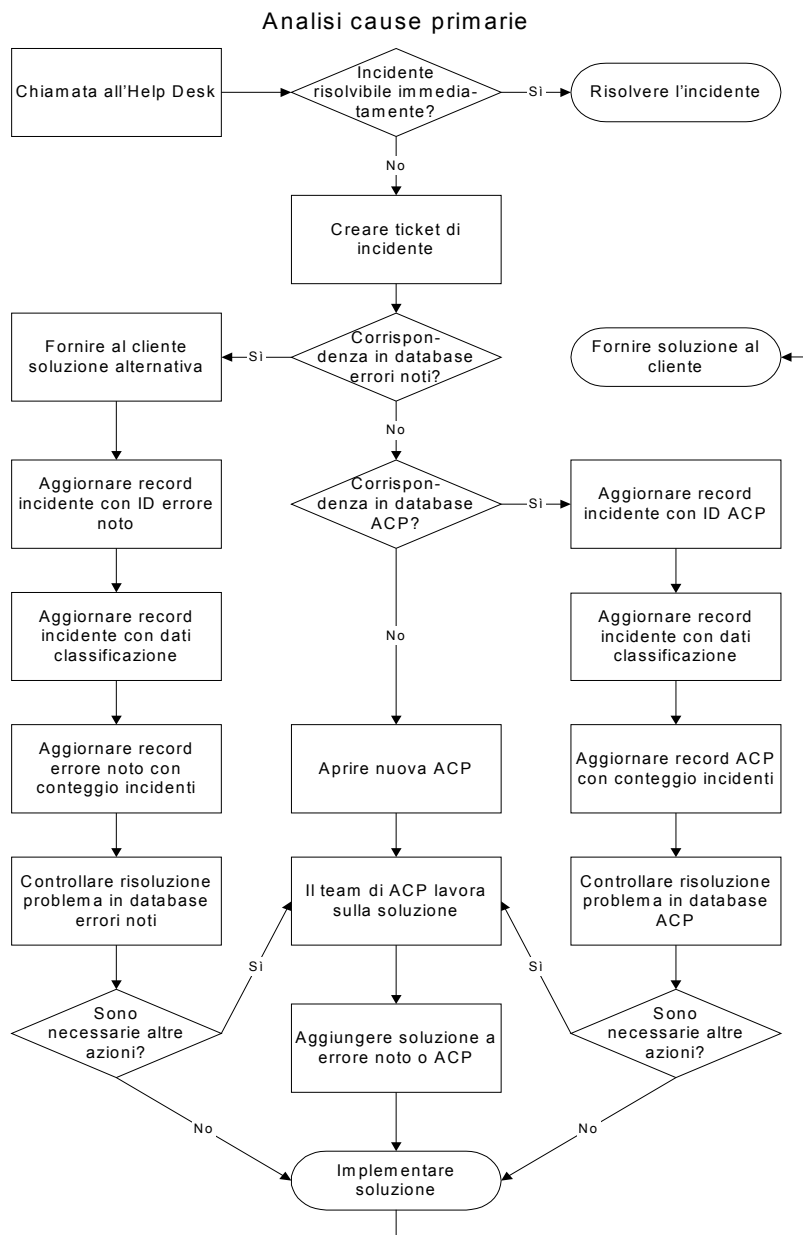 Analisi cause primarie
Chiamata all'Help Desk
Incidente
risolvibile immedia-
tamente?
Sì
Risolvere l'incidente
No
Creare ticket di
incidente
Fornire al cliente
soluzione alternativa
Sì
Corrispon-
denza in database
errori noti?
Fornire soluzione al
cliente
No
Aggiornare record
incidente con ID errore
noto
Corrispon-
denza in database
ACP?
Sì
Aggiornare record
incidente con ID ACP
Aggiornare record
incidente con dati
classificazione
No
Aggiornare record
incidente con dati
classificazione
Aggiornare record
errore noto con
conteggio incidenti
Aprire nuova ACP
Aggiornare record ACP
con conteggio incidenti
Controllare risoluzione
problema in database
errori noti
Il team di ACP lavora
sulla soluzione
Controllare risoluzione
problema in database
ACP
Sì
Sì
Sono
necessarie altre
azioni?
Aggiungere soluzione a
errore noto o ACP
Sono
necessarie altre
azioni?
No
No
Implementare
soluzione